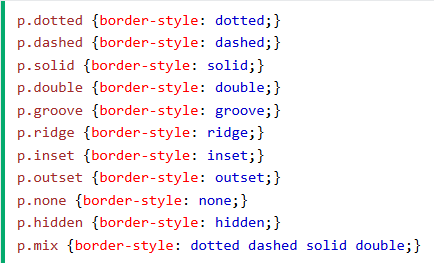 p.dotted {border-style: dotted;}
p.dashed {border-style: dashed;}
p.solid {border-style: solid;}
p.double {border-style: double;}
p.groove {border-style: groove;}
p.ridge {border-style: ridge;}
p.inset {border-style: inset;}
p.outset {border-style: outset;}
p.none {border-style: none;}
p.hidden {border-style: hidden;}
p.mix {border-style: dotted dashed solid double;}